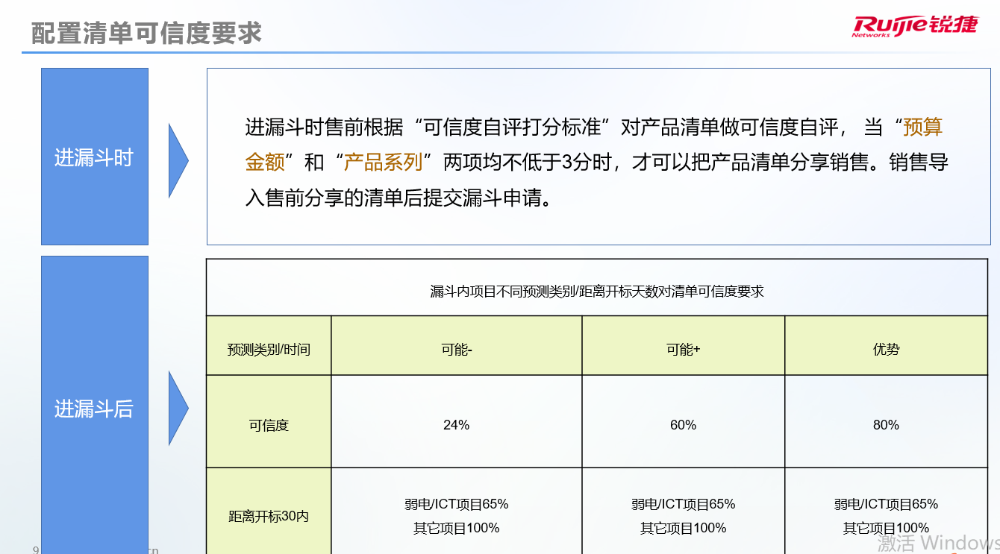 配置清单可信度要求
Ruijie锐捷
Networks
进漏斗时
进漏斗时售前根据“可信度自评打分标准”对产品清单做可信度自评， 当“预算
金额”和“产品系列”两项均不低于3分时，才可以把产品清单分享销售。销售导
入售前分享的清单后提交漏斗申请。
进漏斗后
漏斗内项目不同预测类别/距离开标天数对清单可信度要求
预测类别/时间 可能- 可能+ 优势
可信度 24% 60% 80%
距离开标30内
弱电/ICT项目65% 弱电/ICT项目65% 弱电/ICT项目65%
其它项目100% 其它项目100% 其它项目100%
激活 Windows
9 cn